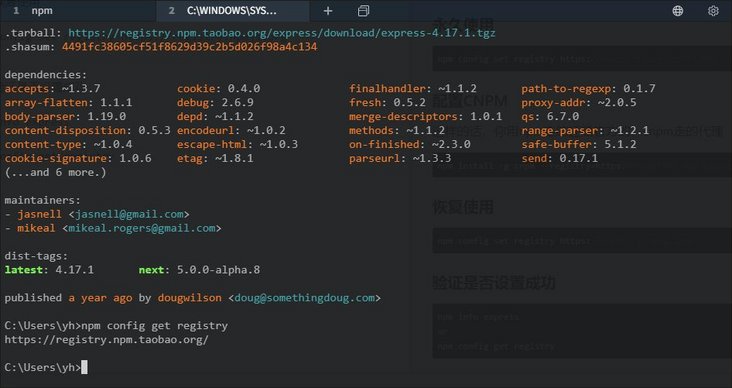 1 npm 2 C:\WINDOWS\SYS...
.tarball: https://registry.npm.taobao.org/express/download/express-4.17.1.tgz
.shasum: 4491fc38605cf51f8629d39c2b5d026f98a4c134
dependencies:
accepts: ~1.3.7 cookie: 0.4.0 finalhandler: ~1.1.2 path-to-regexp: 0.1.7
array-flatten: 1.1.1 debug: 2.6.9 fresh: 0.5.2 proxy-addr: ~2.0.5
body-parser: 1.19.0 depd: ~1.1.2 merge-descriptors: 1.0.1 qs: 6.7.0
content-disposition: 0.5.3 encodeurl: ~1.0.2 methods: ~1.1.2 range-parser: ~1.2.1
content-type: ~1.0.4 escape-html: ~1.0.3 on-finished: ~2.3.0 safe-buffer: 5.1.2
cookie-signature: 1.0.6 etag: ~1.8.1 parseurl: ~1.3.3 send: 0.17.1
(...and 6 more.)
maintainers:
- jasnell <jasnell@gmail.com>
- mikeal <mikeal.rogers@gmail.com>
dist-tags:
latest: 4.17.1 next: 5.0.0-alpha.8
published a year ago by dougwilson <doug@somethingdoug.com>
C:\Users\yh>npm config get registry
https://registry.npm.taobao.org/
C:\Users\yh>
永久使用
npm config set registry https:
配置CNPM
恢复使用
npm config set registry https:
验证是否设置成功
npm info express
or
npm config get registry